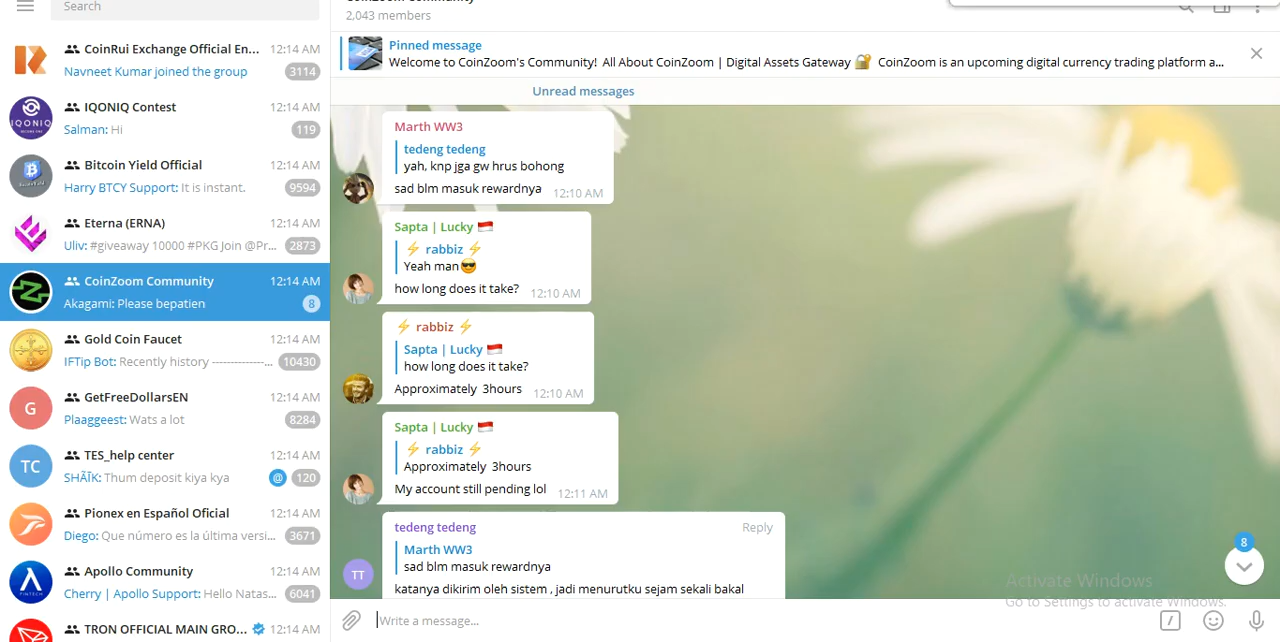 Search
CoinRui Exchange Official En... 12:14 AM
Navneet Kumar joined the group 3114
IQONIQ Contest 12:14 AM
Salman: Hi 119
Bitcoin Yield Official 12:14 AM
Harry BTCY Support: It is instant. 9594
Eterna (ERNA) 12:14 AM
Uliv: #giveaway 10000 #PKG Join @Pr... 2873
CoinZoom Community 12:14 AM
Akagami: Please bepatien 8
Gold Coin Faucet 12:14 AM
IFTip Bot: Recently history --------------... 10430
G
GetFreeDollarsEN 12:14 AM
Plaaggeest: Wats a lot 8284
TC
TES_help center 12:14 AM
SHÃĪK: Thum deposit kiya kya @ 120
Pionex en Español Oficial 12:14 AM
Diego: Que número es la última versi... 3671
Apollo Community 12:14 AM
Cherry | Apollo Support: Hello Natas... 6041
TRON OFFICIAL MAIN GRO... 12:14 AM
CoinZoom Community
2,043 members
Pinned message
Welcome to CoinZoom's Community! All About CoinZoom | Digital Assets Gateway 🔐 CoinZoom is an upcoming digital currency trading platform a...
Unread messages
Marth WW3
tedeng tedeng
yah, knp jga gw hrus bohong
sad blm masuk rewardnya 12:10 AM
Sapta | Lucky 🇮🇩
⚡ rabbiz ⚡
Yeah man😎
how long does it take? 12:10 AM
⚡ rabbiz ⚡
Sapta | Lucky 🇮🇩
how long does it take?
Approximately 3hours 12:10 AM
Sapta | Lucky 🇮🇩
⚡ rabbiz ⚡
Approximately 3hours
My account still pending lol 12:11 AM
tedeng tedeng Reply
Marth WW3
sad blm masuk rewardnya
TT
katanya dikirim oleh sistem , jadi menurutku sejam sekali bakal
8
Activate Windows
Go to Settings to activate Windows.
Write a message...